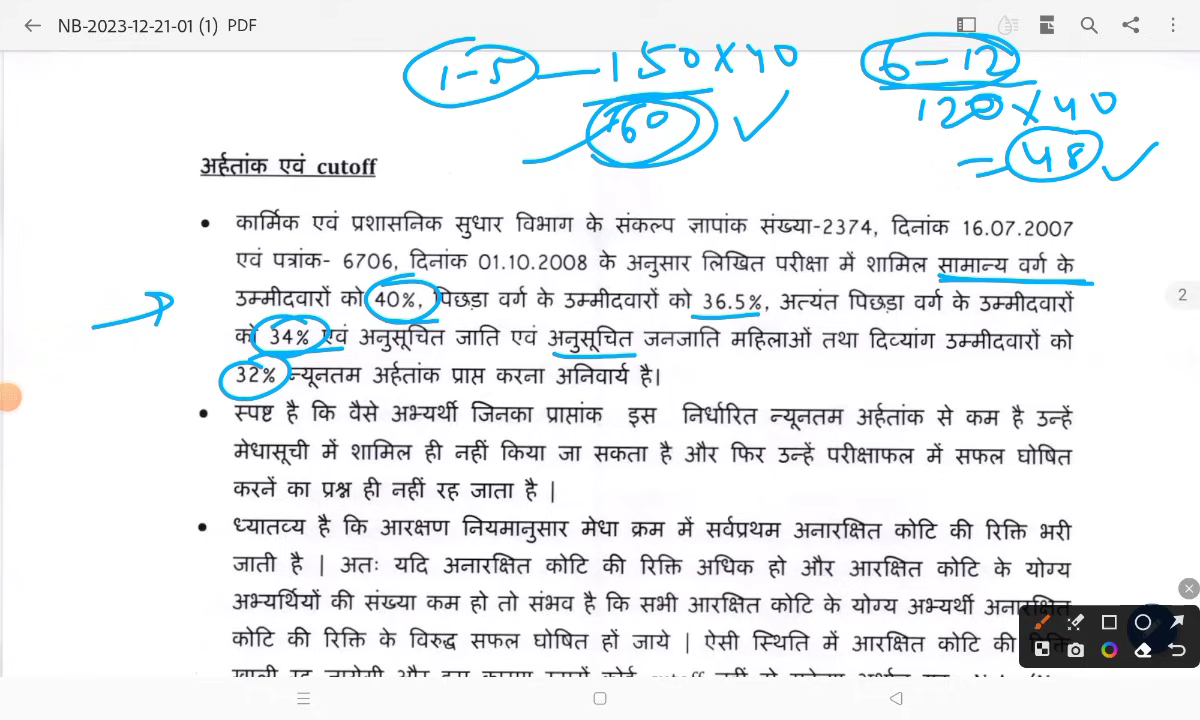 NB-2023-12-21-01 (1) PDF
1-5 — 150 X 40
60
6-12
120 X 40
= 48
अर्हतांक एवं cutoff
• कार्मिक एवं प्रशासनिक सुधार विभाग के संकल्प ज्ञापांक संख्या-2374, दिनांक 16.07.2007
एवं पत्रांक- 6706, दिनांक 01.10.2008 के अनुसार लिखित परीक्षा में शामिल सामान्य वर्ग के
उम्मीदवारों को 40%, पिछड़ा वर्ग के उम्मीदवारों को 36.5%, अत्यंत पिछड़ा वर्ग के उम्मीदवारों
को 34% एवं अनुसूचित जाति एवं अनुसूचित जनजाति महिलाओं तथा दिव्यांग उम्मीदवारों को
32% न्यूनतम अर्हतांक प्राप्त करना अनिवार्य है।
• स्पष्ट है कि वैसे अभ्यर्थी जिनका प्राप्तांक इस निर्धारित न्यूनतम अर्हतांक से कम है उन्हें
मेधासूची में शामिल ही नहीं किया जा सकता है और फिर उन्हें परीक्षाफल में सफल घोषित
करनें का प्रश्न ही नहीं रह जाता है |
• ध्यातव्य है कि आरक्षण नियमानुसार मेधा क्रम में सर्वप्रथम अनारक्षित कोटि की रिक्ति भरी
जाती है | अतः यदि अनारक्षित कोटि की रिक्ति अधिक हो और आरक्षित कोटि के योग्य
अभ्यर्थियों की संख्या कम हो तो संभव है कि सभी आरक्षित कोटि के योग्य अभ्यर्थी अनारक्षित
कोटि की रिक्ति के विरुद्ध सफल घोषित हों जाये | ऐसी स्थिति में आरक्षित कोटि की रिक्ति
2